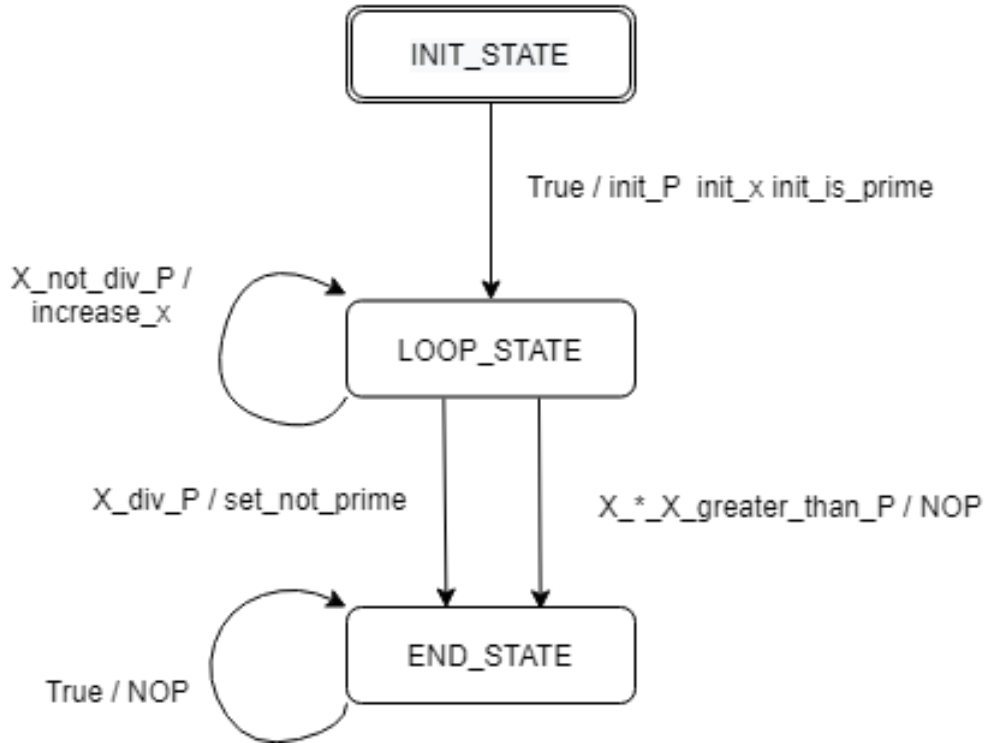 INIT_STATE
True / init_P init_x init_is_prime
X_not_div_P /
increase_x
LOOP_STATE
X_div_P / set_not_prime
X_*_X_greater_than_P / NOP
END_STATE
True / NOP